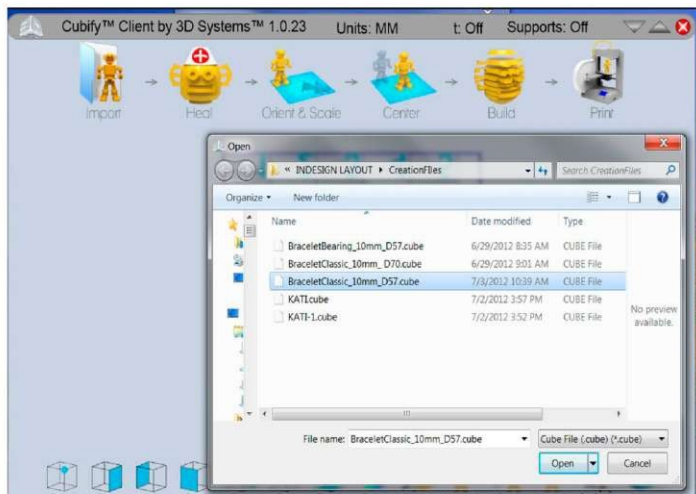 Cubify™ Client by 3D Systems™ 1.0.23 Units: MM t: Off Supports: Off
Import Heal Orient & Scale Center Build Print
Open
« INDESIGN LAYOUT ▸ CreationFiles Search CreationFiles
Organize New folder
Name Date modified Type
BraceletBearing_10mm_D57.cube 6/29/2012 8:35 AM CUBE File
BraceletClassic_10mm_ D70.cube 6/29/2012 9:01 AM CUBE File
BraceletClassic_10mm_D57.cube 7/3/2012 10:39 AM CUBE File
KATI.cube 7/2/2012 3:57 PM CUBE File
KATI-1.cube 7/2/2012 3:52 PM CUBE File
No preview
available.
File name: BraceletClassic_10mm_D57.cube Cube File (.cube) (*.cube)
Open Cancel